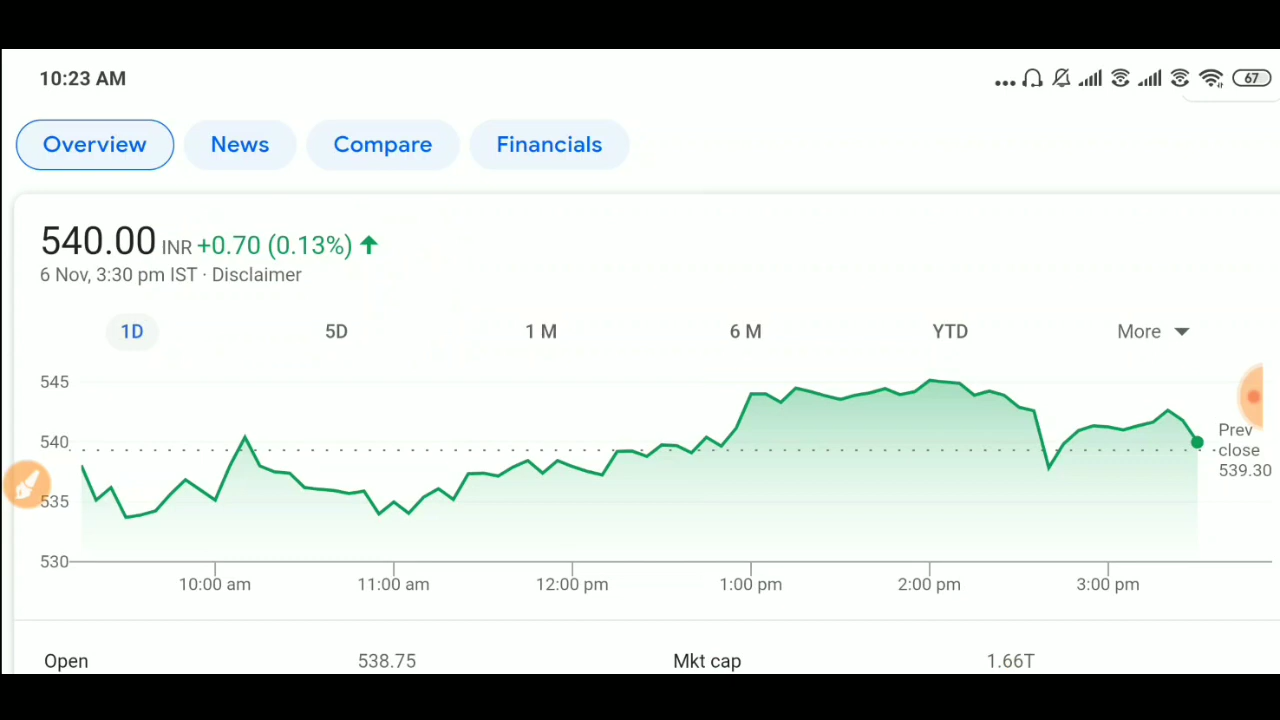 10:23 AM
67
Overview News Compare Financials
540.00 INR +0.70 (0.13%)
6 Nov, 3:30 pm IST · Disclaimer
1D 5D 1 M 6 M YTD More
545
540
535
530
Prev
close
539.30
10:00 am 11:00 am 12:00 pm 1:00 pm 2:00 pm 3:00 pm
Open 538.75 Mkt cap 1.66T